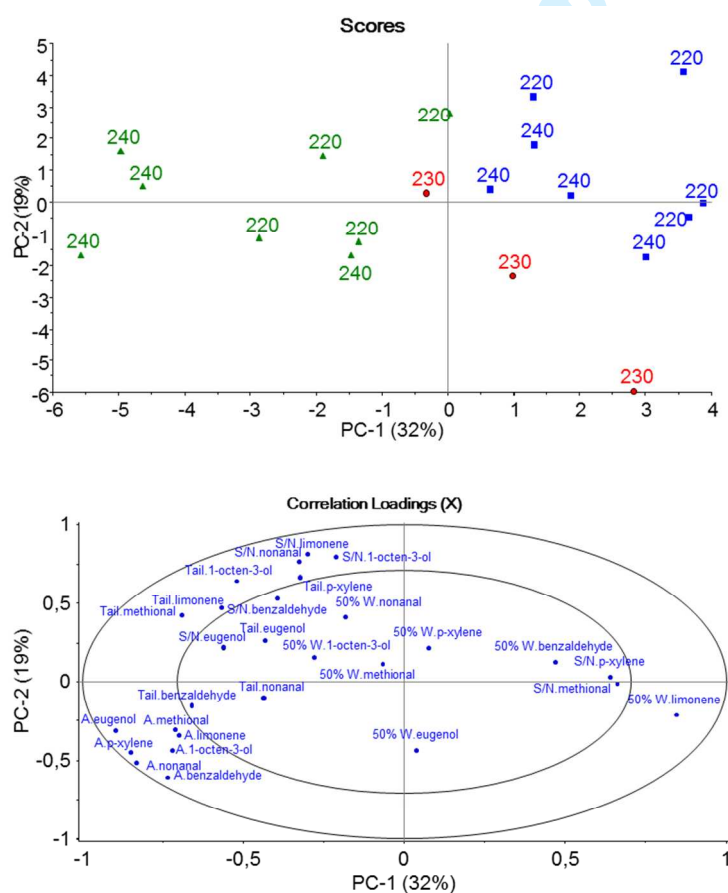 Scores
5
4
3
2
1
0
-1
-2
-3
-4
-5
-6
PC-2 (19%)
220
220
240
240
220
220
240
240
230
240
240
220
220
240
220
220
240
240
230
230
-6 -5 -4 -3 -2 -1 0 1 2 3 4
PC-1 (32%)
Correlation Loadings (X)
1
0,5
0
-0,5
-1
PC-2 (19%)
S/N.limonene
S/N.nonanal
S/N.1-octen-3-ol
Tail.1-octen-3-ol
Tail.p-xylene
Tail.limonene
S/N.benzaldehyde
50% W.nonanal
Tail.methional
Tail.eugenol
S/N.eugenol
50% W.p-xylene
50% W.1-octen-3-ol
50% W.benzaldehyde
50% W.methional
S/N.p-xylene
S/N.methional
Tail.benzaldehyde
Tail.nonanal
50% W.limonene
A.eugenol
A.methional
A.limonene
50% W.eugenol
A.p-xylene
A.1-octen-3-ol
A.nonanal
A.benzaldehyde
-1 -0,5 0 0,5 1
PC-1 (32%)